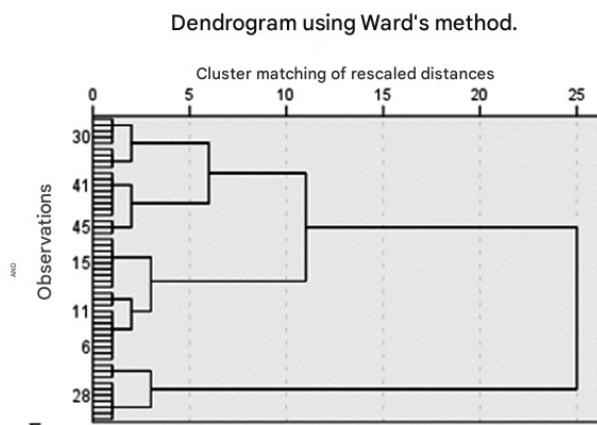 Dendrogram using Ward's method.
Cluster matching of rescaled distances
0 5 10 15 20 25
30
41
45
15
11
6
28
Observations
AND